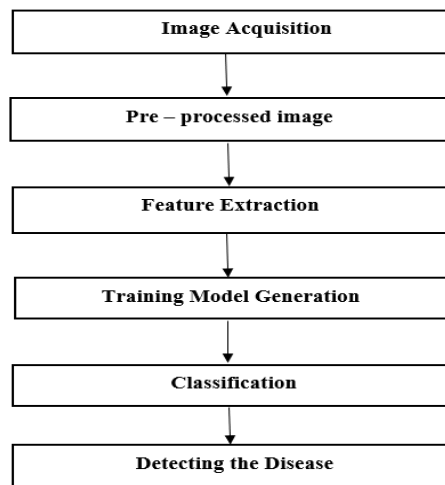 Image Acquisition
Pre – processed image
Feature Extraction
Training Model Generation
Classification
Detecting the Disease